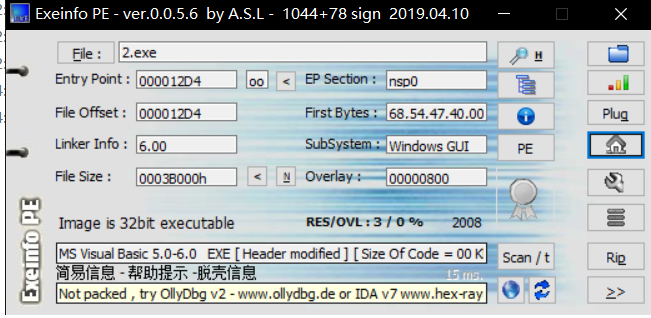 Exeinfo PE - ver.0.0.5.6 by A.S.L - 1044+78 sign 2019.04.10
File : 2.exe H
Entry Point : 000012D4 oo < EP Section : nsp0
File Offset : 000012D4 First Bytes : 68.54.47.40.00 Plug
Linker Info : 6.00 SubSystem : Windows GUI PE
File Size : 0003B000h < N Overlay : 00000800
Image is 32bit executable RES/OVL : 3 / 0 % 2008
MS Visual Basic 5.0-6.0 EXE [ Header modified ] [ Size Of Code = 00 K Scan / t Rip
简易信息 - 帮助提示 - 脱壳信息 15 ms.
Not packed , try OllyDbg v2 - www.ollydbg.de or IDA v7 www.hex-ray >>
Exeinfo PE